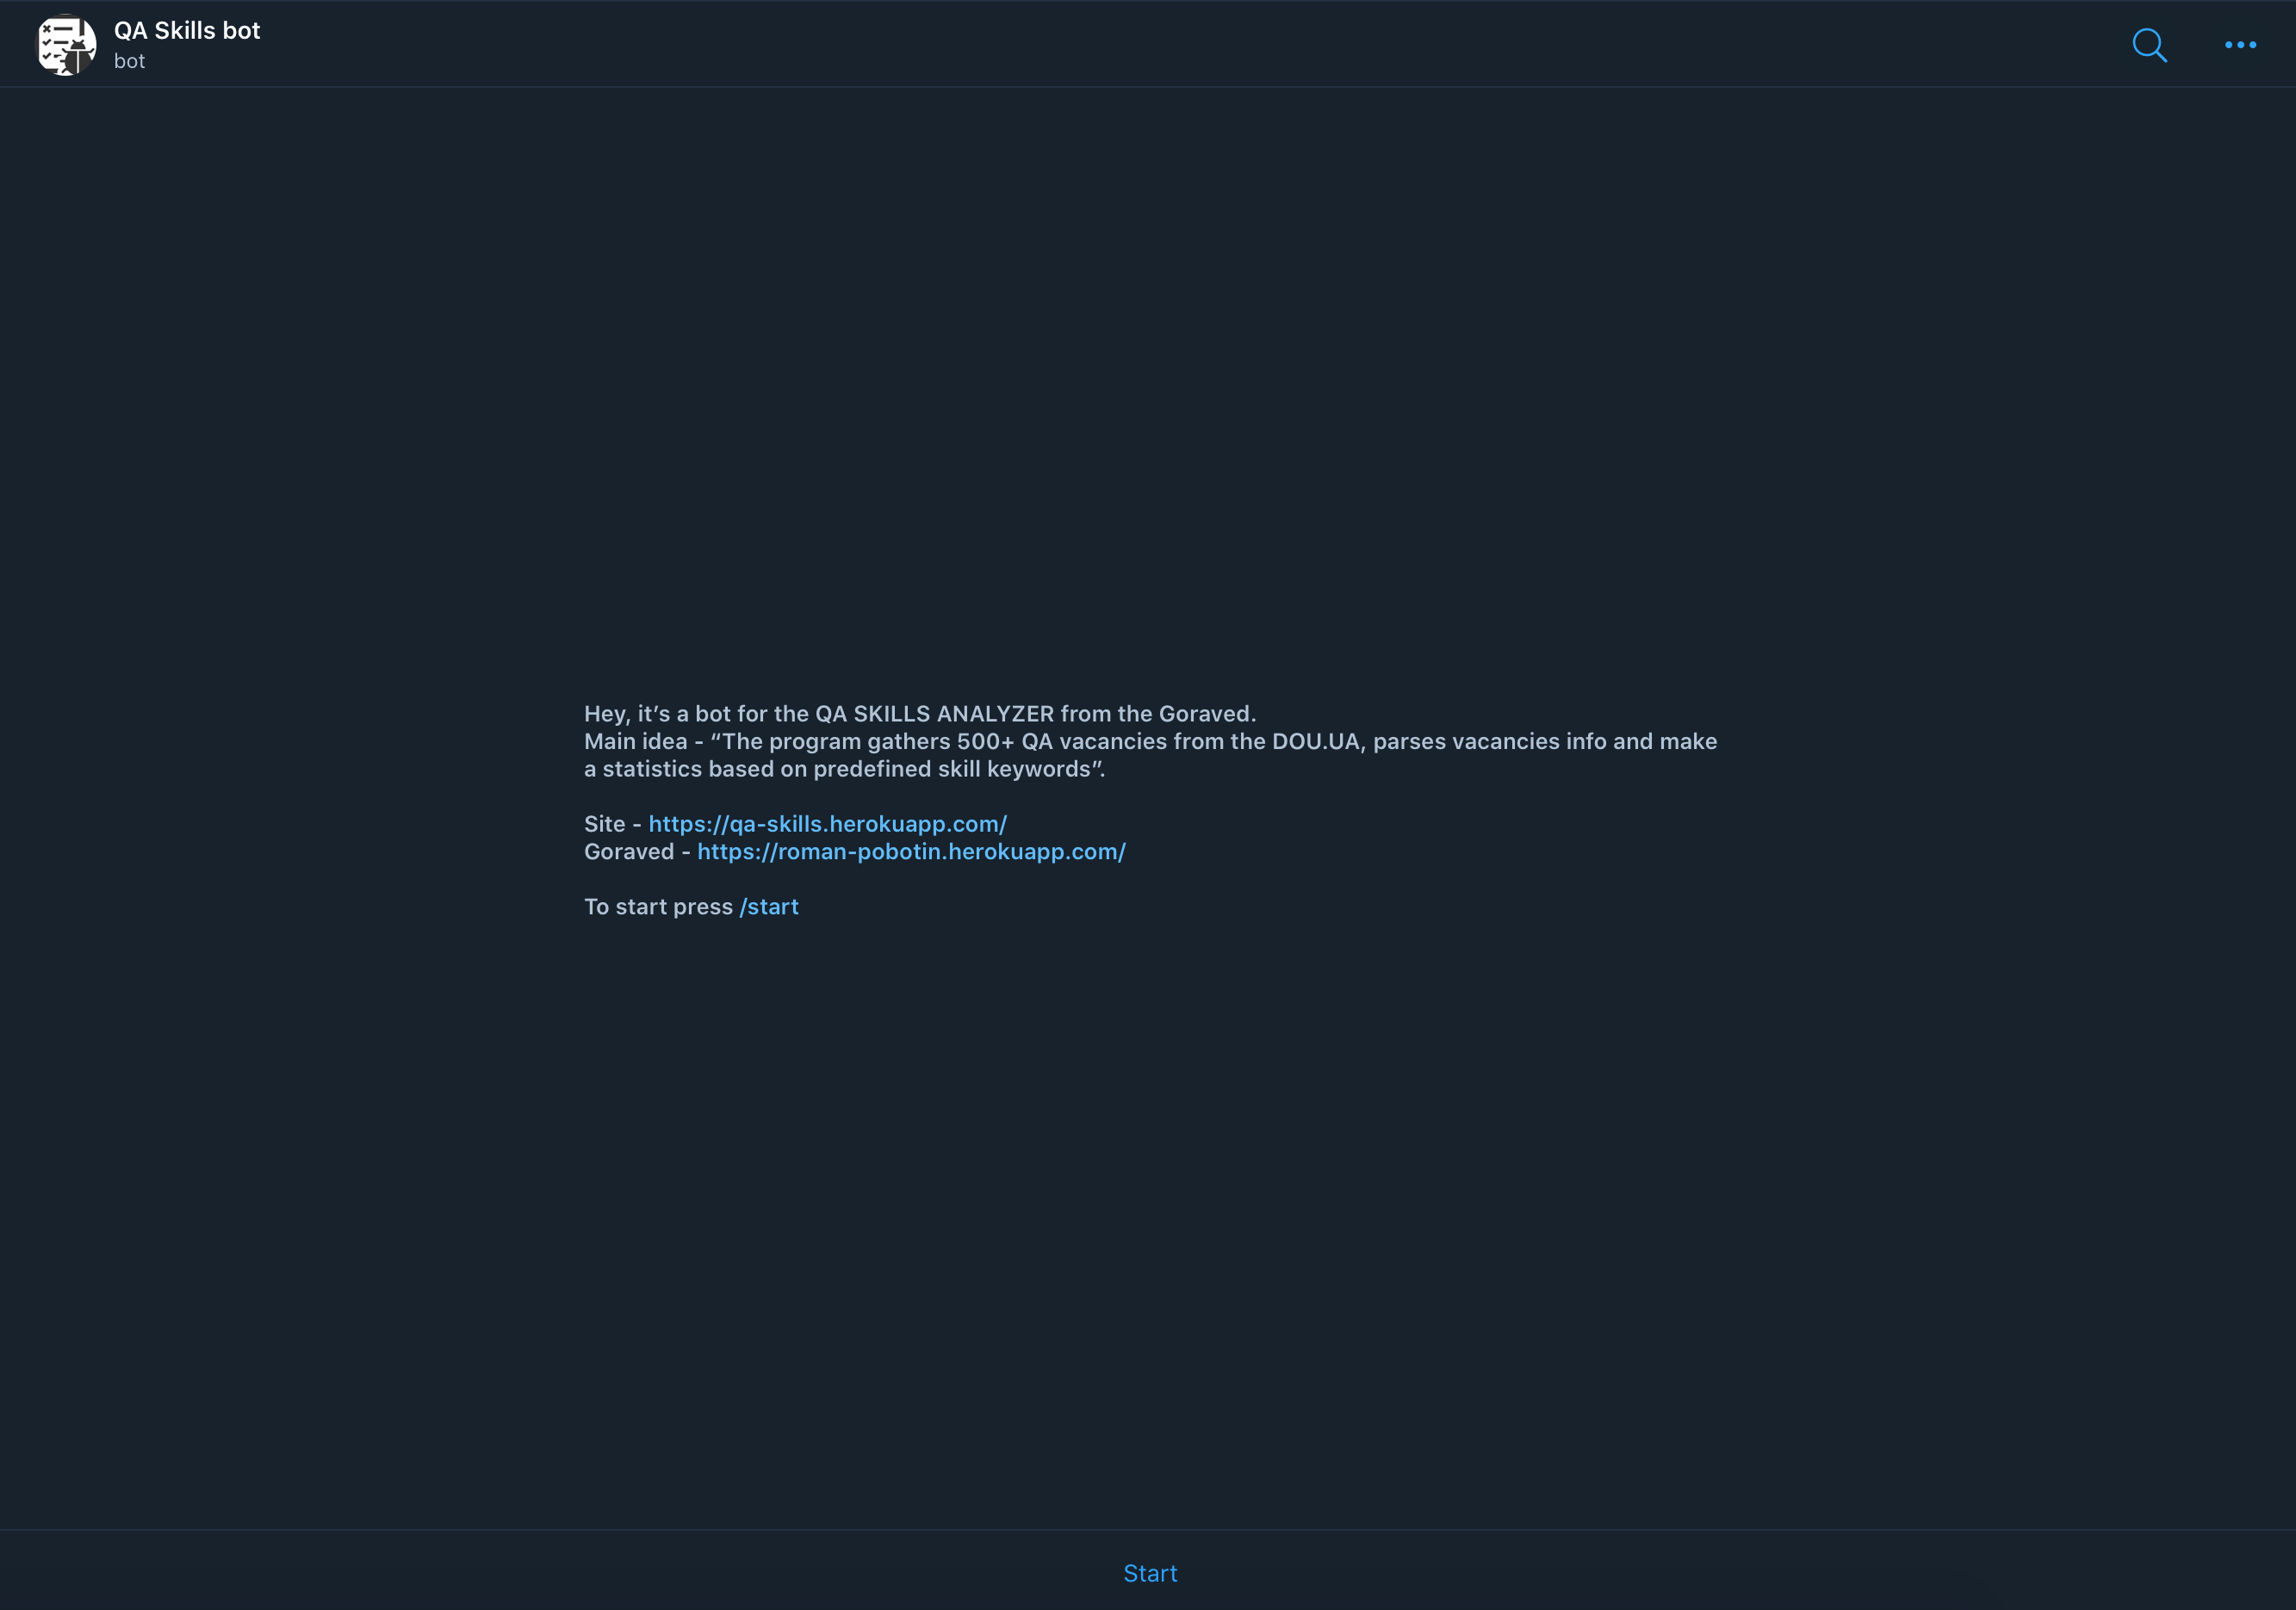 QA Skills bot
bot
Hey, it’s a bot for the QA SKILLS ANALYZER from the Goraved.
Main idea - “The program gathers 500+ QA vacancies from the DOU.UA, parses vacancies info and make
a statistics based on predefined skill keywords”.
Site - https://qa-skills.herokuapp.com/
Goraved - https://roman-pobotin.herokuapp.com/
To start press /start
Start